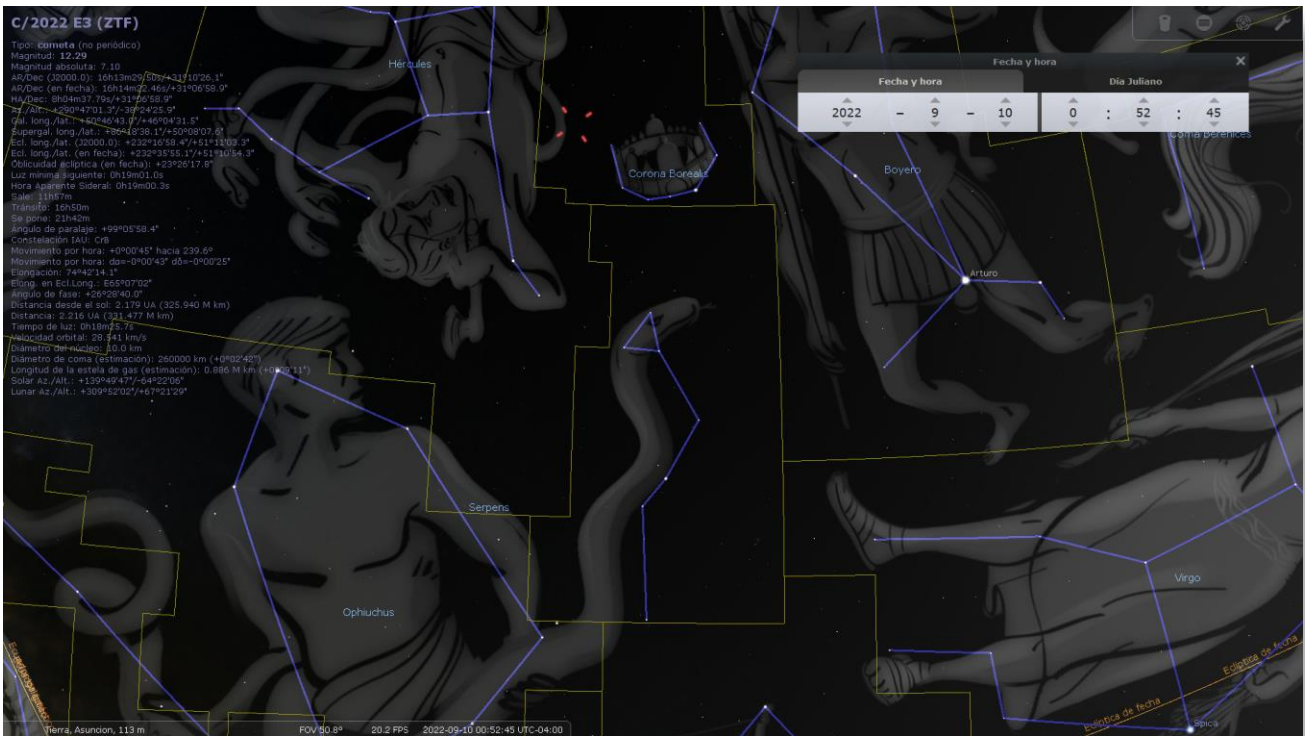 C/2022 E3 (ZTF)
Tipo: cometa (no periódico)
Magnitud: 12.29
Magnitud absoluta: 7.10
AR/Dec (J2000.0): 16h13m29.50s/+31°10'26.1"
AR/Dec (en fecha): 16h14m22.46s/+31°06'58.9"
HA/Dec: 8h04m37.79s/+31°06'58.9"
Az./Alt.: +290°47'01.3"/-38°24'25.9"
Gal. long./lat.: +50°46'43.0"/+46°04'31.5"
Supergal. long./lat.: +86°18'38.1"/+50°08'07.6"
Ecl. long./lat. (J2000.0): +232°16'58.4"/+51°11'03.3"
Ecl. long./lat. (en fecha): +232°35'55.1"/+51°10'54.3"
Oblicuidad eclíptica (en fecha): +23°26'17.8"
Luz mínima siguiente: 0h19m01.0s
Hora Aparente Sideral: 0h19m00.3s
Sale: 11h57m
Tránsito: 16h50m
Se pone: 21h42m
Ángulo de paralaje: +99°05'58.4"
Constelación IAU: CrB
Movimiento por hora: +0°00'45" hacia 239.6°
Movimiento por hora: dα=-0°00'43" dδ=-0°00'25"
Elongación: 74°42'14.1"
Elong. en Ecl.Long.: E65°07'02"
Ángulo de fase: +26°28'40.0"
Distancia desde el sol: 2.179 UA (325.940 M km)
Distancia: 2.216 UA (331.477 M km)
Tiempo de luz: 0h18m25.7s
Velocidad orbital: 28.541 km/s
Diámetro del núcleo: 10.0 km
Diámetro de coma (estimación): 260000 km (+0°02'42")
Longitud de la estela de gas (estimación): 0.886 M km (+0°09'11")
Solar Az./Alt.: +139°49'47"/-64°22'06"
Lunar Az./Alt.: +309°52'02"/+67°21'29"
Fecha y hora
Fecha y hora Día Juliano
2022 - 9 - 10 0 : 52 : 45
Coma Berenices
Hércules
Corona Borealis
Boyero
Arturo
Serpens
Virgo
Ophiuchus
Eclíptica de fecha
Eclíptica de fecha
Spica
Tierra, Asuncion, 113 m FOV 50.8° 20.2 FPS 2022-09-10 00:52:45 UTC-04:00